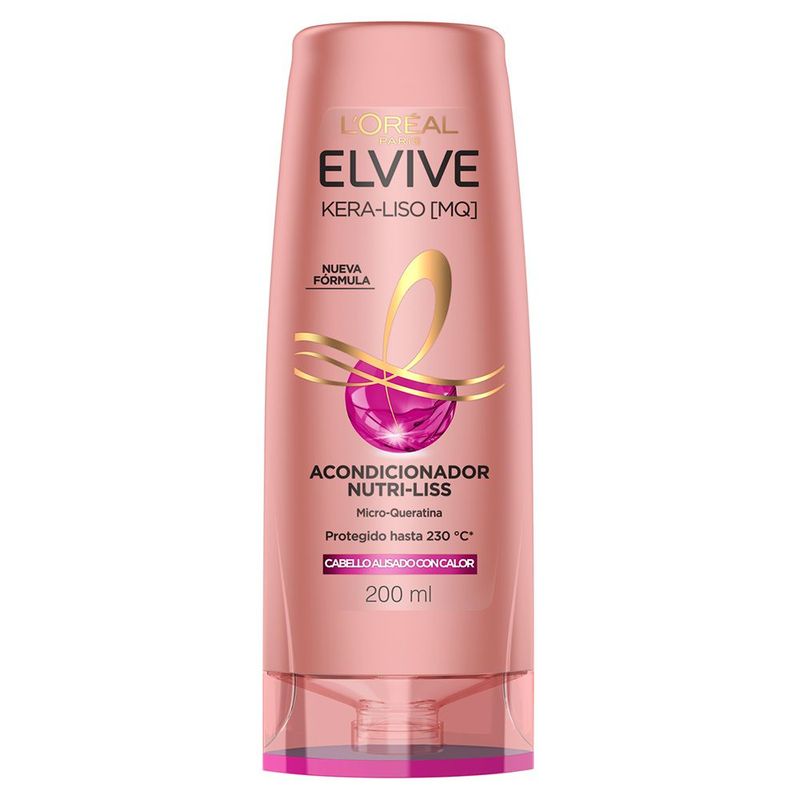 L'ORÉAL
PARIS
ELVIVE
KERA-LISO [MQ]
NUEVA
FÓRMULA
ACONDICIONADOR
NUTRI-LISS
Micro-Queratina
Protegido hasta 230 °C*
CABELLO ALISADO CON CALOR
200 ml